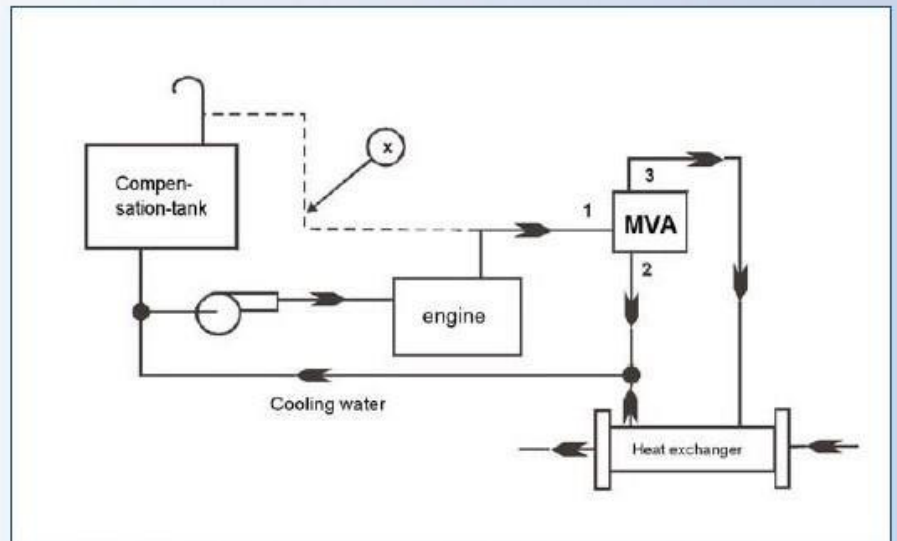 x
Compen-
sation-tank
3
1
MVA
2
engine
Cooling water
Heat exchanger